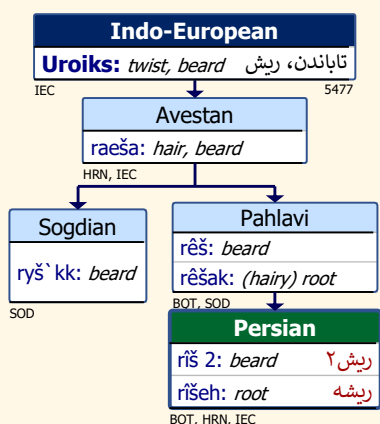 Indo-European
Uroiks: twist, beard تاباندن، ریش
IEC 5477
Avestan
raeša: hair, beard
HRN, IEC
Sogdian
ryš`kk: beard
SOD
Pahlavi
rêš: beard
rêšak: (hairy) root
BOT, SOD
Persian
rîš 2: beard ریش۲
rîšeh: root ریشه
BOT, HRN, IEC